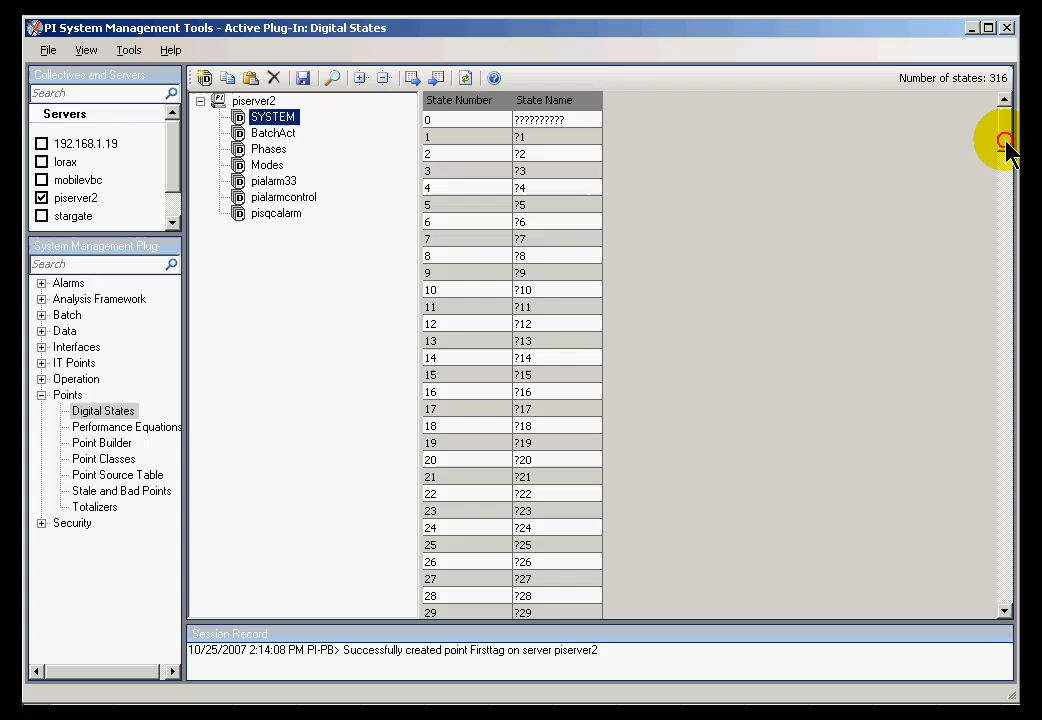 PI System Management Tools - Active Plug-In: Digital States
File View Tools Help
Collectives and Servers
Search
Servers
192.168.1.19
lorax
mobilevbc
piserver2
stargate
System Management Plug-
Search
Alarms
Analysis Framework
Batch
Data
Interfaces
IT Points
Operation
Points
Digital States
Performance Equations
Point Builder
Point Classes
Point Source Table
Stale and Bad Points
Totalizers
Security
Number of states: 316
piserver2
SYSTEM
BatchAct
Phases
Modes
pialarm33
pialarmcontrol
pisqcalarm
State Number State Name
0 ??????????
1 ?1
2 ?2
3 ?3
4 ?4
5 ?5
6 ?6
7 ?7
8 ?8
9 ?9
10 ?10
11 ?11
12 ?12
13 ?13
14 ?14
15 ?15
16 ?16
17 ?17
18 ?18
19 ?19
20 ?20
21 ?21
22 ?22
23 ?23
24 ?24
25 ?25
26 ?26
27 ?27
28 ?28
29 ?29
Session Record
10/25/2007 2:14:08 PM PI-PB> Successfully created point Firsttag on server piserver2